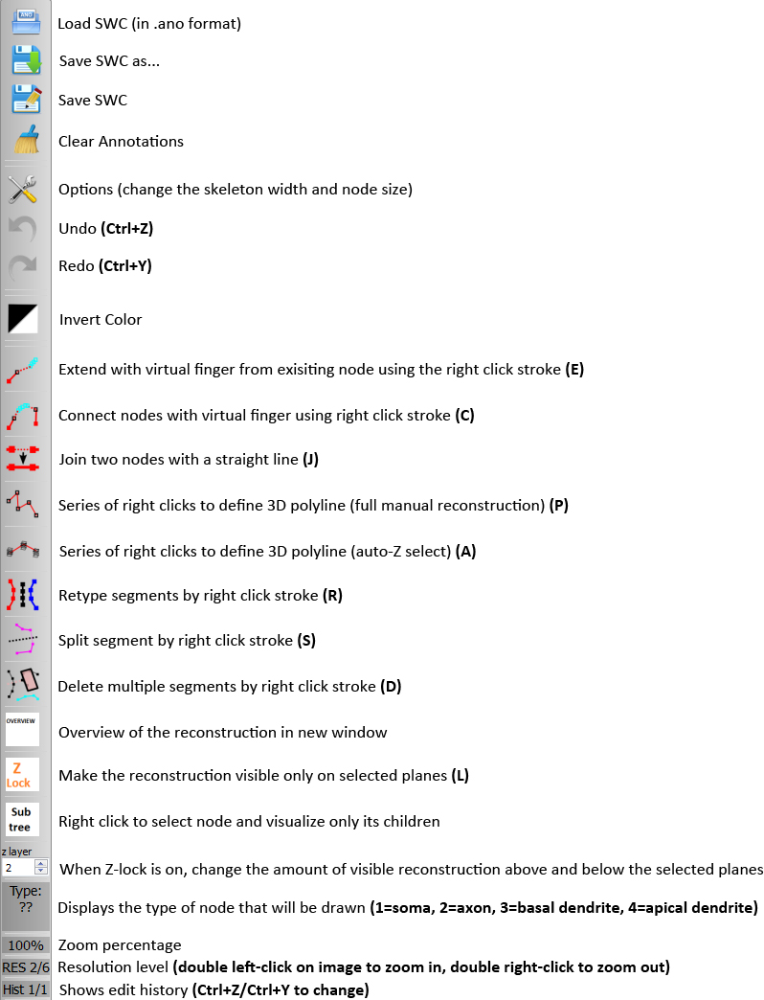 ANO
Load SWC (in .ano format)
Save SWC as...
Save SWC
Clear Annotations
Options (change the skeleton width and node size)
Undo (Ctrl+Z)
Redo (Ctrl+Y)
Invert Color
Extend with virtual finger from exisiting node using the right click stroke (E)
Connect nodes with virtual finger using right click stroke (C)
Join two nodes with a straight line (J)
Series of right clicks to define 3D polyline (full manual reconstruction) (P)
Series of right clicks to define 3D polyline (auto-Z select) (A)
Retype segments by right click stroke (R)
Split segment by right click stroke (S)
Delete multiple segments by right click stroke (D)
OVERVIEW
Overview of the reconstruction in new window
Z
Lock
Make the reconstruction visible only on selected planes (L)
Sub
tree
Right click to select node and visualize only its children
z layer
2
When Z-lock is on, change the amount of visible reconstruction above and below the selected planes
Type:
??
Displays the type of node that will be drawn (1=soma, 2=axon, 3=basal dendrite, 4=apical dendrite)
100% Zoom percentage
RES 2/6 Resolution level (double left-click on image to zoom in, double right-click to zoom out)
Hist 1/1 Shows edit history (Ctrl+Z/Ctrl+Y to change)